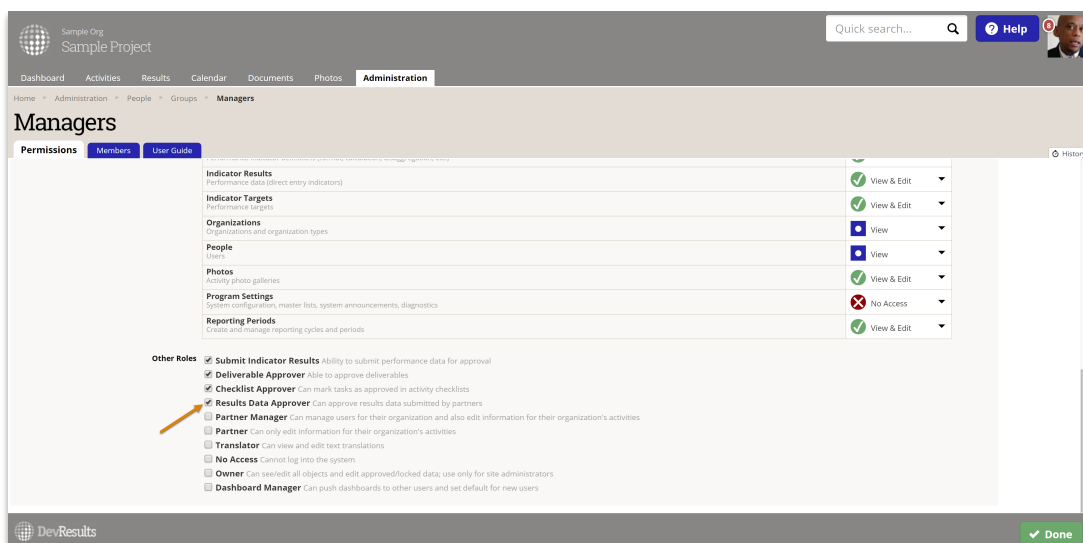 Sample Org
Sample Project
Quick search...
? Help
8
Dashboard Activities Results Calendar Documents Photos Administration
Home Administration People Groups Managers
Managers
Permissions Members User Guide
History
Indicator Results
Performance data (direct entry indicators)
View & Edit
Indicator Targets
Performance targets
View & Edit
Organizations
Organizations and organization types
View
People
Users
View
Photos
Activity photo galleries
View & Edit
Program Settings
System configuration, master lists, system announcements, diagnostics
No Access
Reporting Periods
Create and manage reporting cycles and periods
View & Edit
Other Roles Submit Indicator Results Ability to submit performance data for approval
Deliverable Approver Able to approve deliverables
Checklist Approver Can mark tasks as approved in activity checklists
Results Data Approver Can approve results data submitted by partners
Partner Manager Can manage users for their organization and also edit information for their organization's activities
Partner Can only edit information for their organization's activities
Translator Can view and edit text translations
No Access Cannot log into the system
Owner Can see/edit all objects and edit approved/locked data; use only for site administrators
Dashboard Manager Can push dashboards to other users and set default for new users
DevResults
Done